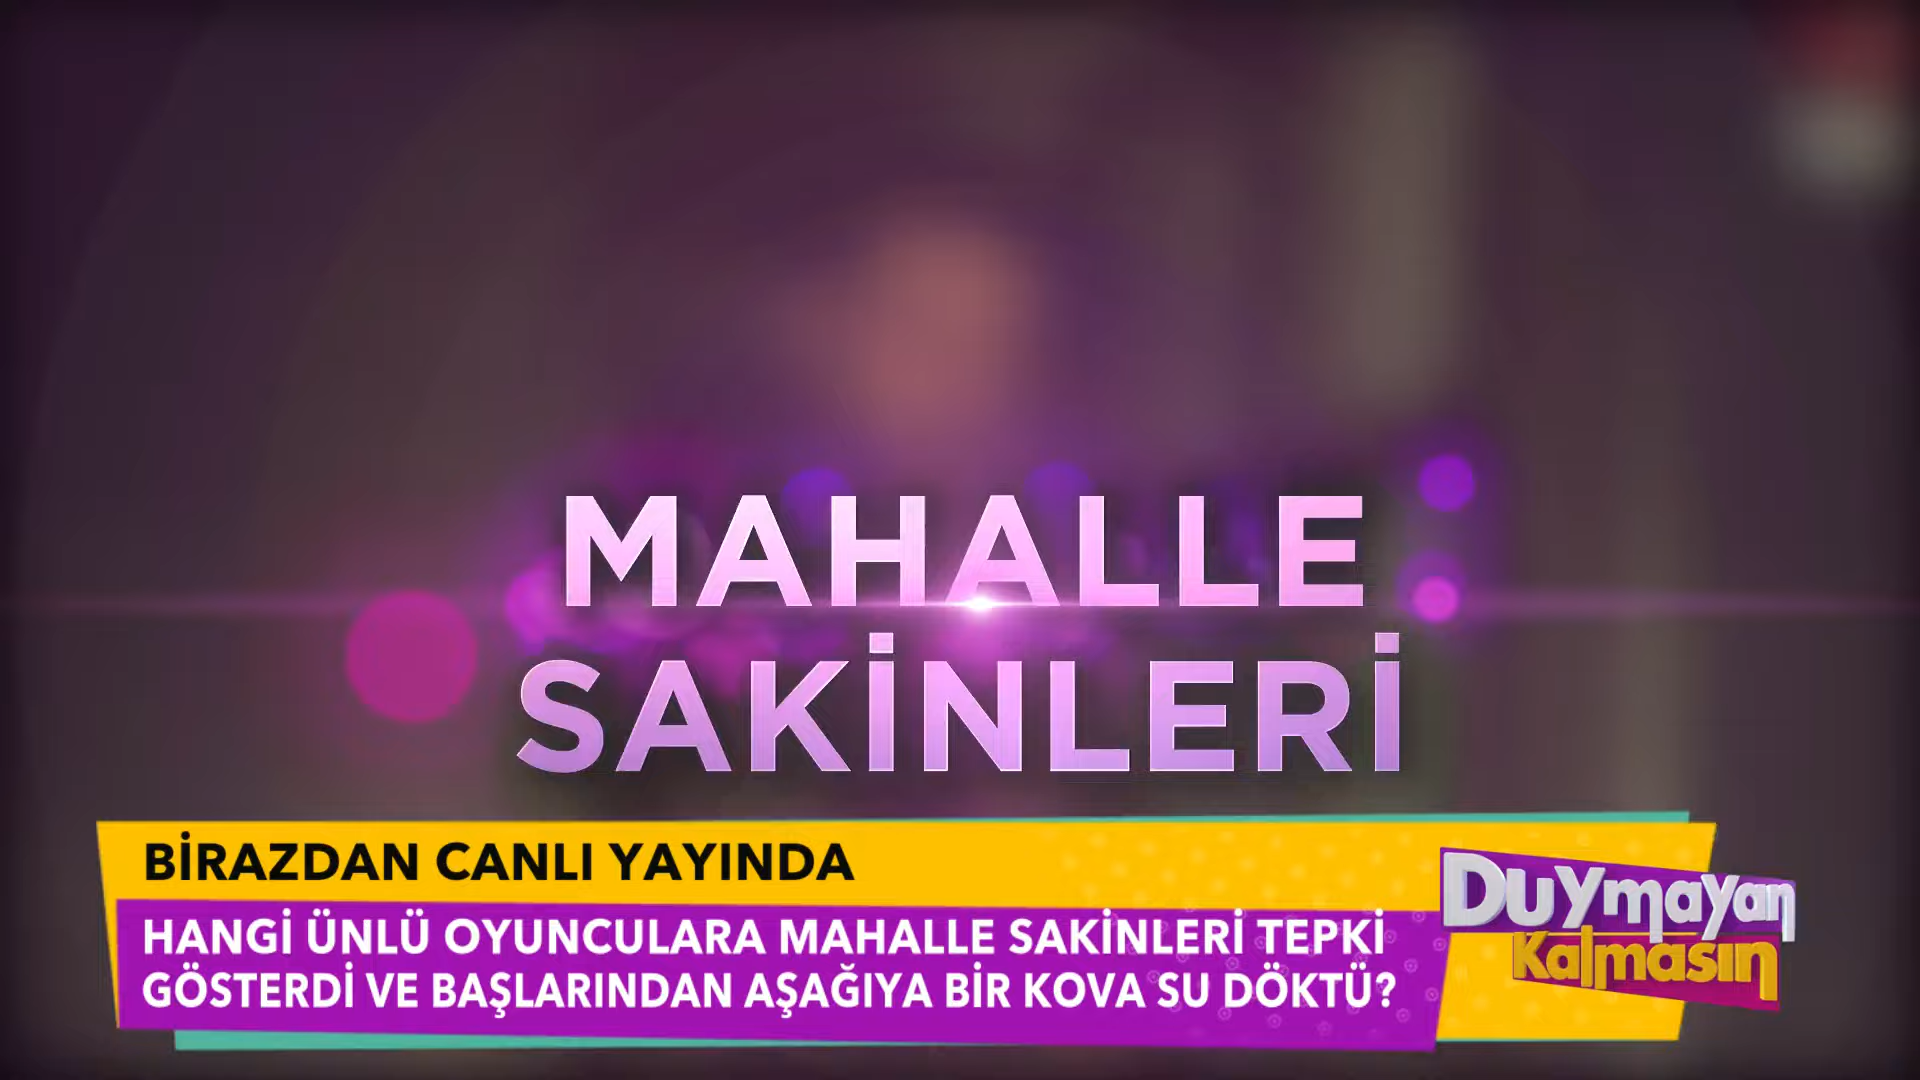 MAHALLE
SAKİNLERİ
BİRAZDAN CANLI YAYINDA
HANGİ ÜNLÜ OYUNCULARA MAHALLE SAKİNLERİ TEPKİ
GÖSTERDİ VE BAŞLARINDAN AŞAĞIYA BİR KOVA SU DÖKTÜ?
Duymayan
Kalmasın